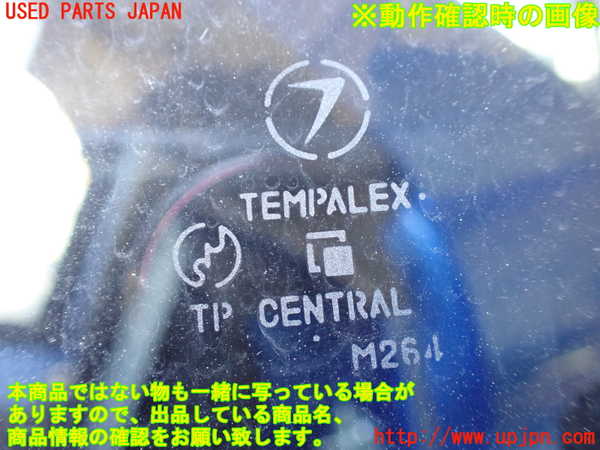 USED PARTS JAPAN
※動作確認時の画像
TEMPALEX
TP CENTRAL
M264
本商品ではない物も一緒に写っている場合が
ありますので、出品している商品名、
商品情報の確認をお願い致します。
http://www.upjpn.com